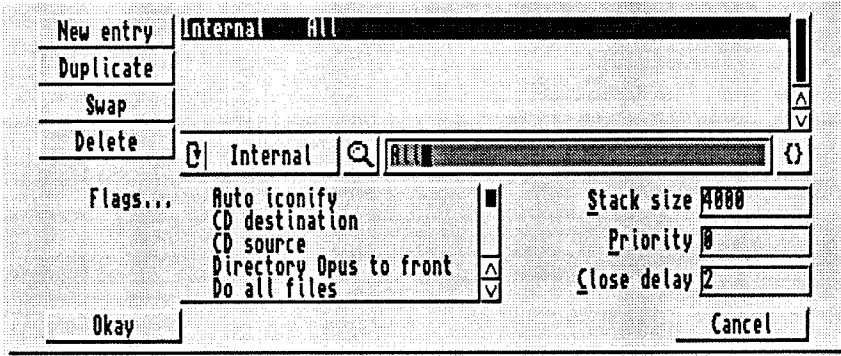 New entry
Internal All
Duplicate
Swap
Delete
Internal
All
{}
Flags...
Auto iconify
CD destination
CD source
Directory Opus to front
Do all files
Stack size 4000
Priority 0
Close delay 2
Okay
Cancel